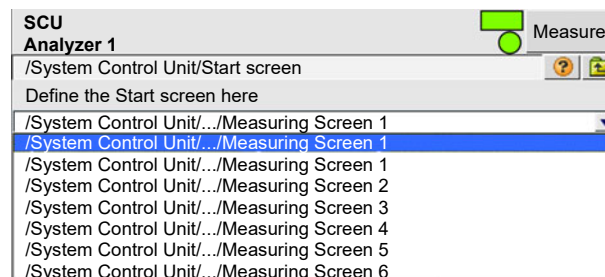 SCU
Analyzer 1
Measure
/System Control Unit/Start screen
Define the Start screen here
/System Control Unit/.../Measuring Screen 1
/System Control Unit/.../Measuring Screen 1
/System Control Unit/.../Measuring Screen 1
/System Control Unit/.../Measuring Screen 2
/System Control Unit/.../Measuring Screen 3
/System Control Unit/.../Measuring Screen 4
/System Control Unit/.../Measuring Screen 5
/System Control Unit/.../Measuring Screen 6